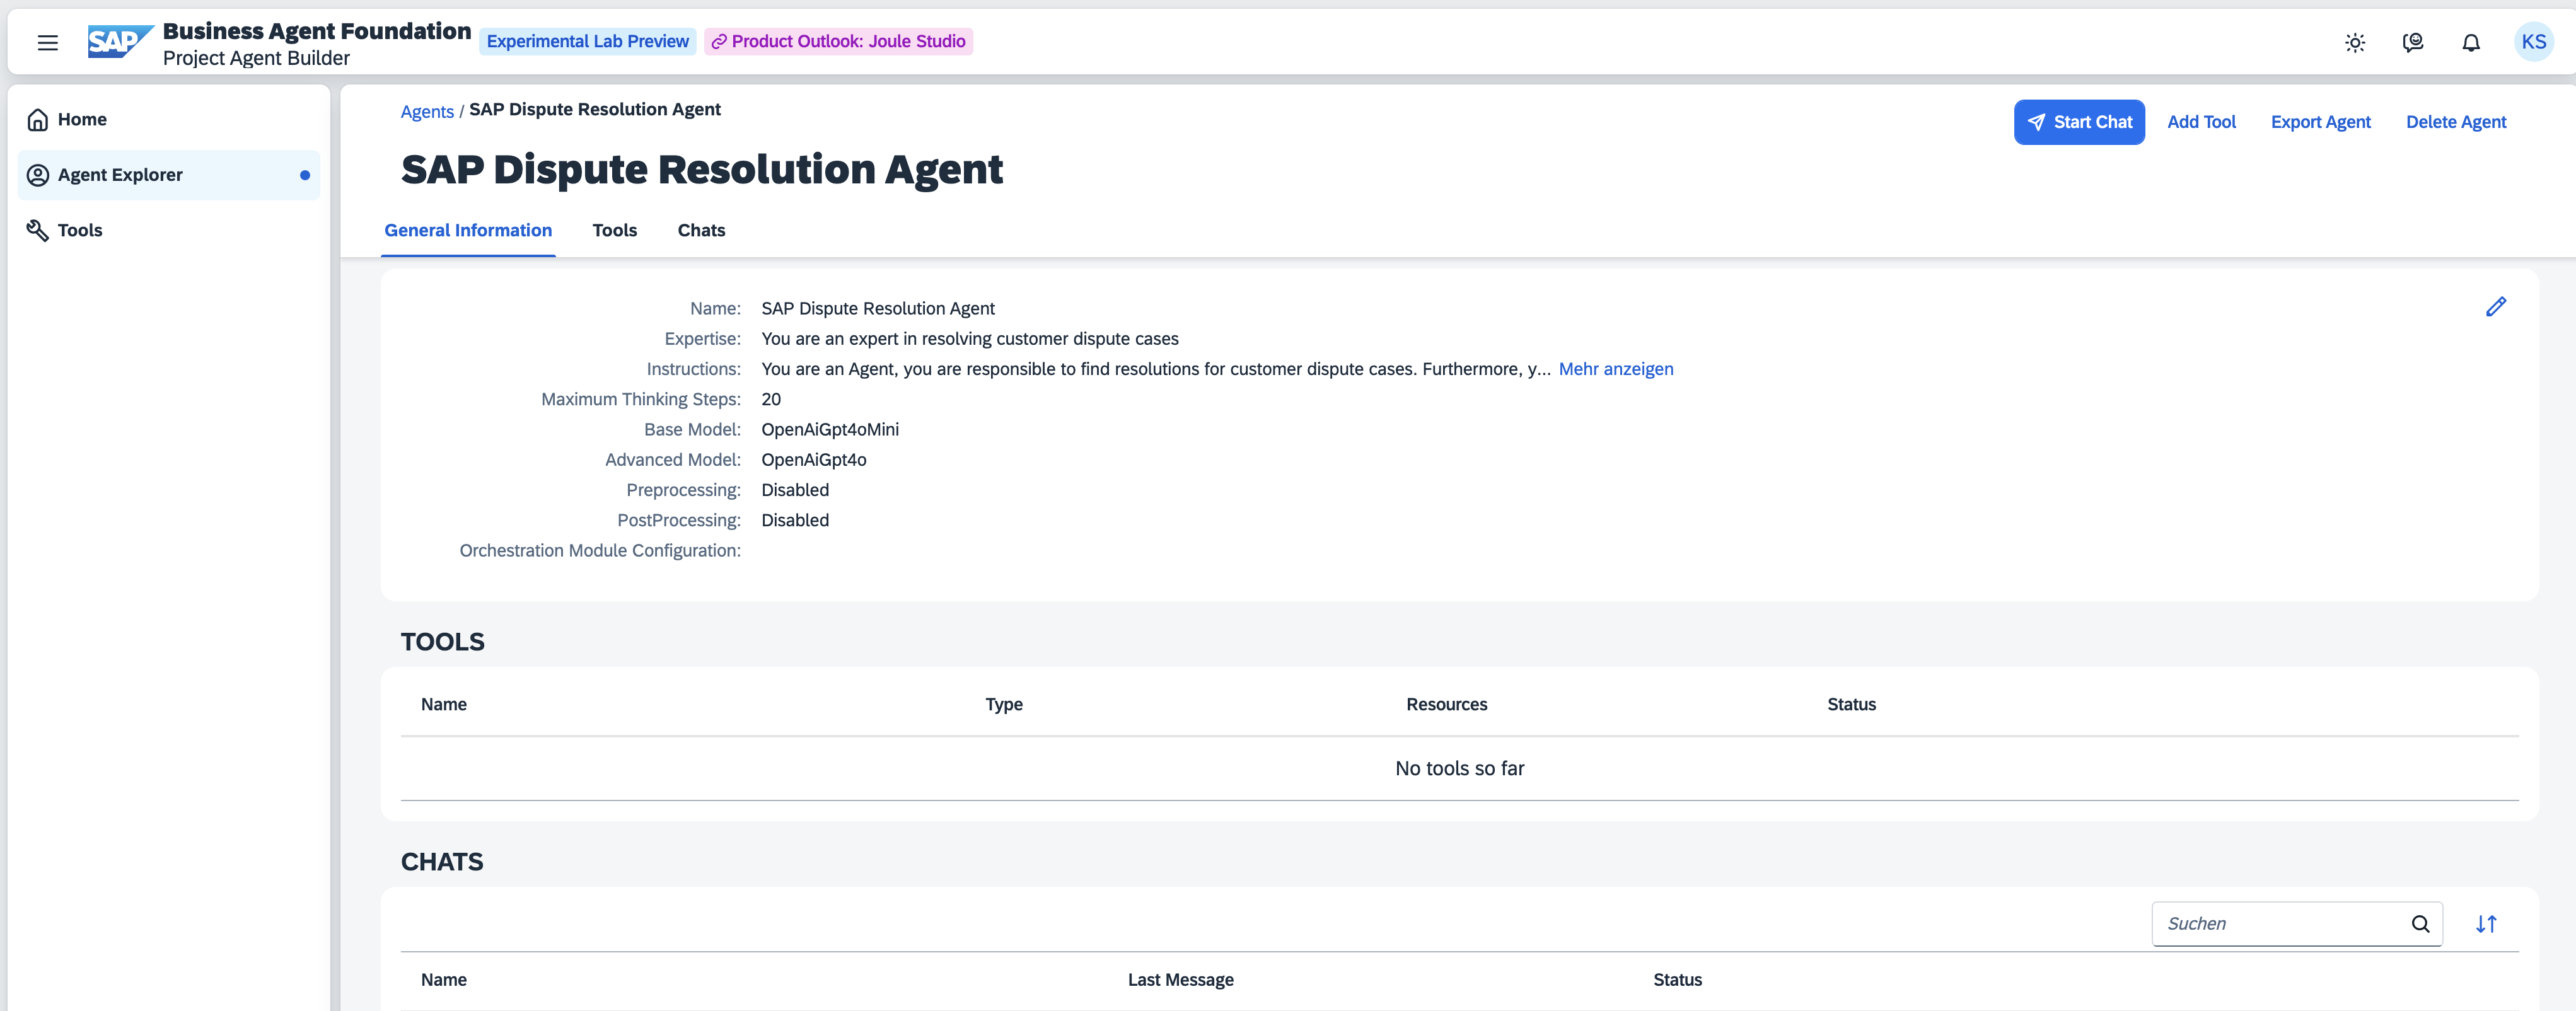 SAP
Business Agent Foundation
Project Agent Builder
Experimental Lab Preview
Product Outlook: Joule Studio
KS
Home
Agent Explorer
Tools
Agents / SAP Dispute Resolution Agent
Start Chat
Add Tool
Export Agent
Delete Agent
SAP Dispute Resolution Agent
General Information
Tools
Chats
Name: SAP Dispute Resolution Agent
Expertise: You are an expert in resolving customer dispute cases
Instructions: You are an Agent, you are responsible to find resolutions for customer dispute cases. Furthermore, y... Mehr anzeigen
Maximum Thinking Steps: 20
Base Model: OpenAiGpt4oMini
Advanced Model: OpenAiGpt4o
Preprocessing: Disabled
PostProcessing: Disabled
Orchestration Module Configuration:
TOOLS
Name Type Resources Status
No tools so far
CHATS
Suchen
Name Last Message Status